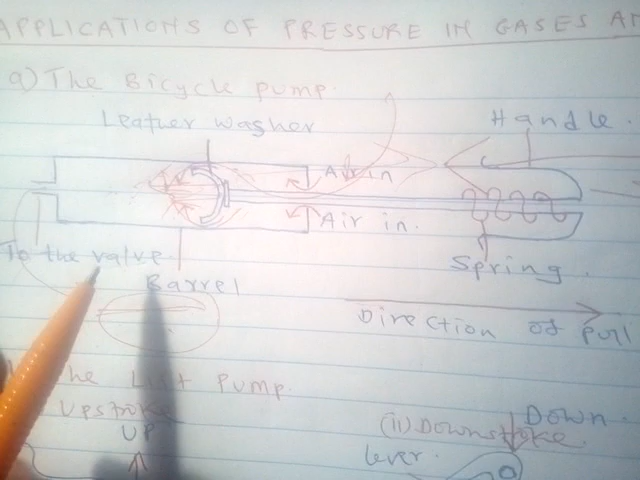 APPLICATIONS OF PRESSURE IN GASES
a) The Bicycle pump.
Leather washer
Handle.
Air in
Air in.
To the valve.
Spring.
Barrel
Direction of pull
The Lift Pump.
Upstroke
(ii) Downstroke.
Down.
UP
lever.